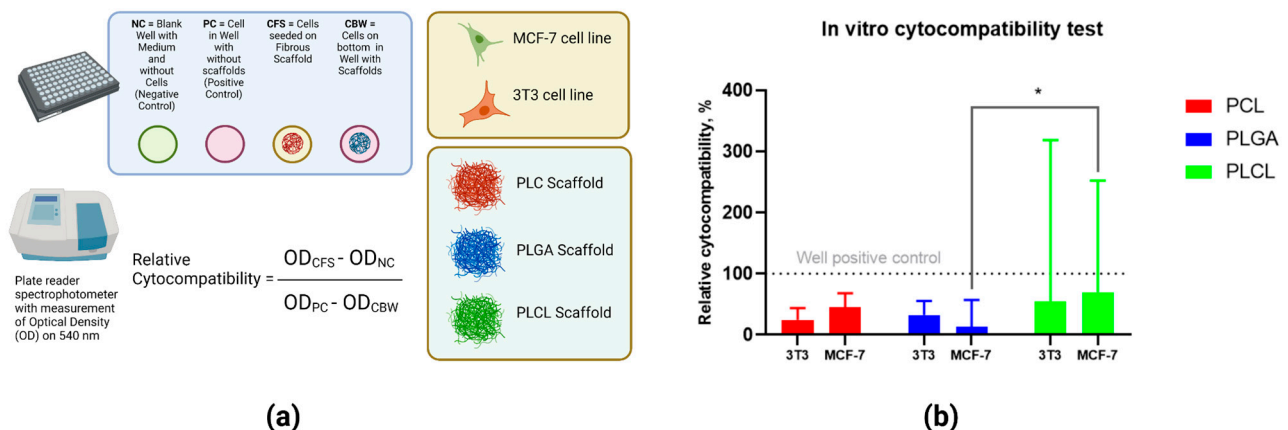 NC = Blank
Well with
Medium
and
without
Cells
(Negative
Control)
PC = Cell
in Well
with
without
scaffolds
(Positive
Control)
CFS = Cells
seeded on
Fibrous
Scaffold
CBW =
Cells on
bottom in
Well with
Scaffolds
MCF-7 cell line
3T3 cell line
PLC Scaffold
PLGA Scaffold
PLCL Scaffold
Plate reader
spectrophotometer
with measurement
of Optical Density
(OD) on 540 nm
Relative
Cytocompatibility =
ODCFS - ODNC
ODPC - ODCBW
(a)
In vitro cytocompatibility test
Relative cytocompatibility, %
400
300
200
100
0
Well positive control
*
3T3 MCF-7 3T3 MCF-7 3T3 MCF-7
PCL
PLGA
PLCL
(b)